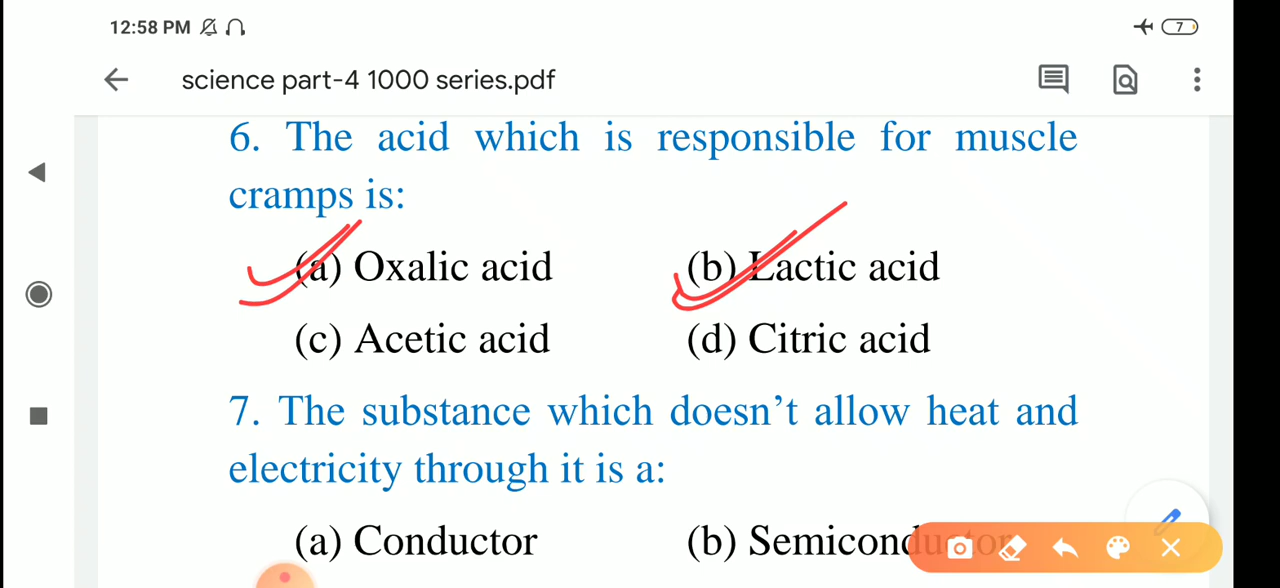 12:58 PM 7
science part-4 1000 series.pdf
6. The acid which is responsible for muscle
cramps is:
(a) Oxalic acid (b) Lactic acid
(c) Acetic acid (d) Citric acid
7. The substance which doesn’t allow heat and
electricity through it is a:
(a) Conductor (b) Semiconductor